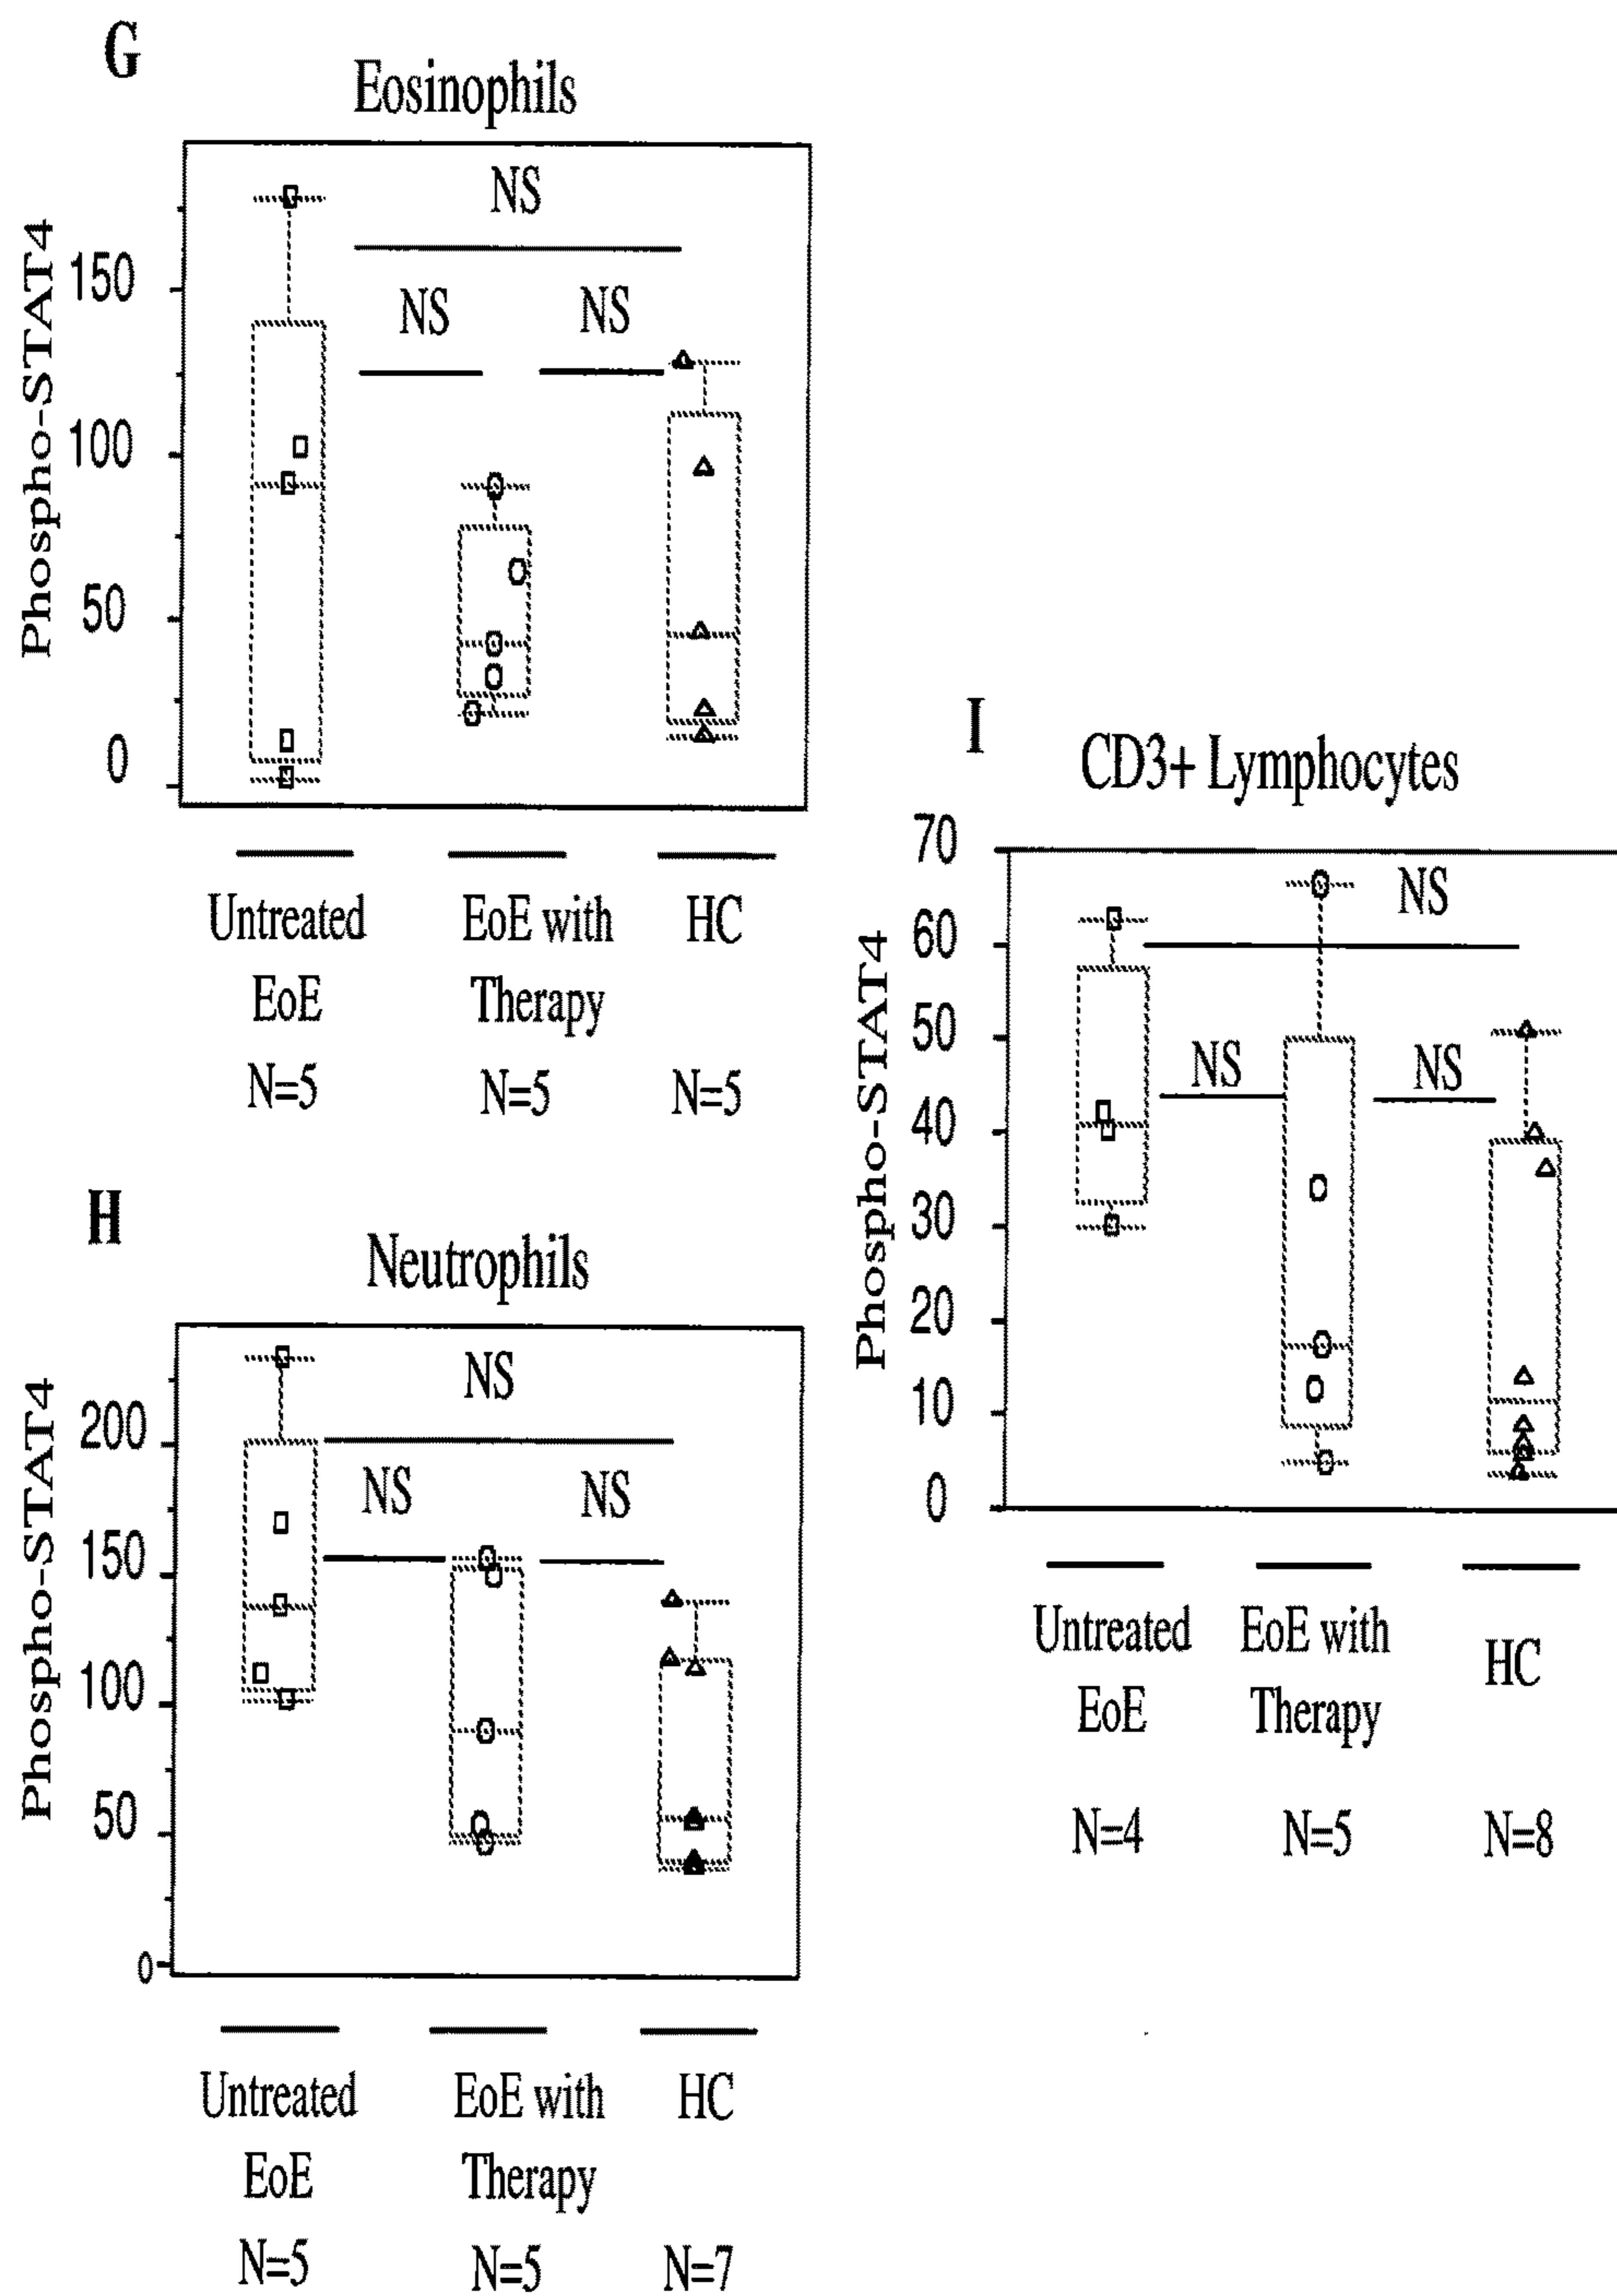 G
Eosinophils
Phospho-STAT4
150
100
50
0
NS
NS
NS
Untreated
EoE
N=5
EoE with
Therapy
N=5
HC
N=5
H
Neutrophils
Phospho-STAT4
200
150
100
50
0
NS
NS
NS
Untreated
EoE
N=5
EoE with
Therapy
N=5
HC
N=7
I
CD3+ Lymphocytes
Phospho-STAT4
70
60
50
40
30
20
10
0
NS
NS
NS
Untreated
EoE
N=4
EoE with
Therapy
N=5
HC
N=8